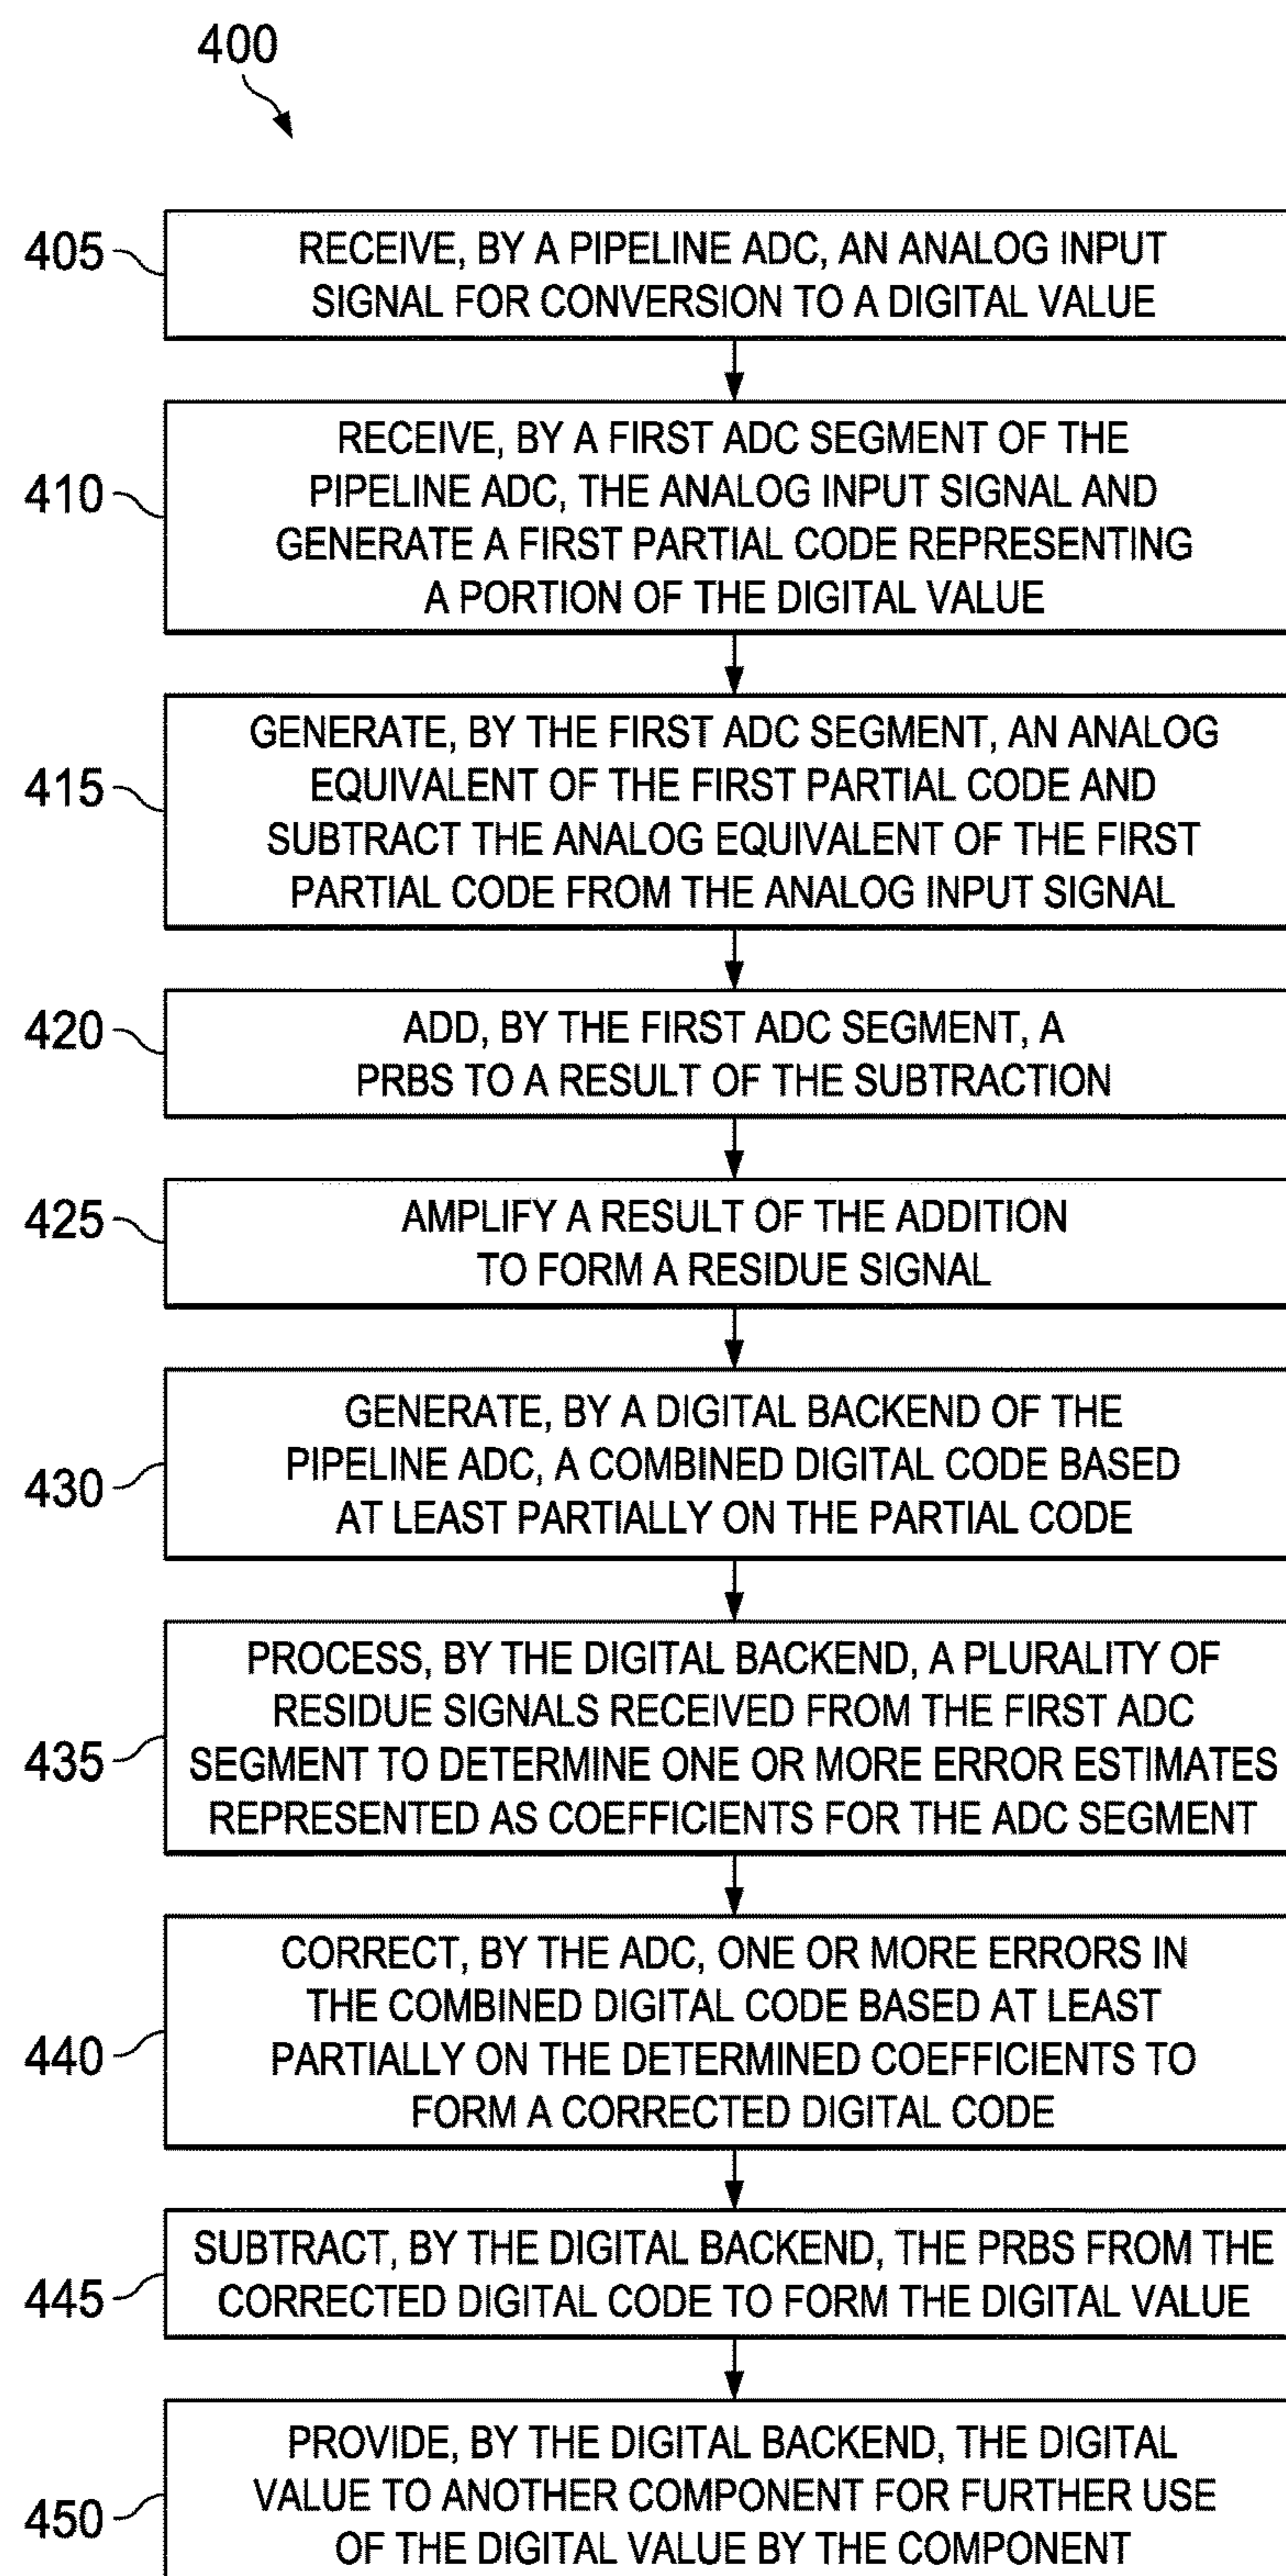 400
405
RECEIVE, BY A PIPELINE ADC, AN ANALOG INPUT
SIGNAL FOR CONVERSION TO A DIGITAL VALUE
410
RECEIVE, BY A FIRST ADC SEGMENT OF THE
PIPELINE ADC, THE ANALOG INPUT SIGNAL AND
GENERATE A FIRST PARTIAL CODE REPRESENTING
A PORTION OF THE DIGITAL VALUE
415
GENERATE, BY THE FIRST ADC SEGMENT, AN ANALOG
EQUIVALENT OF THE FIRST PARTIAL CODE AND
SUBTRACT THE ANALOG EQUIVALENT OF THE FIRST
PARTIAL CODE FROM THE ANALOG INPUT SIGNAL
420
ADD, BY THE FIRST ADC SEGMENT, A
PRBS TO A RESULT OF THE SUBTRACTION
425
AMPLIFY A RESULT OF THE ADDITION
TO FORM A RESIDUE SIGNAL
430
GENERATE, BY A DIGITAL BACKEND OF THE
PIPELINE ADC, A COMBINED DIGITAL CODE BASED
AT LEAST PARTIALLY ON THE PARTIAL CODE
435
PROCESS, BY THE DIGITAL BACKEND, A PLURALITY OF
RESIDUE SIGNALS RECEIVED FROM THE FIRST ADC
SEGMENT TO DETERMINE ONE OR MORE ERROR ESTIMATES
REPRESENTED AS COEFFICIENTS FOR THE ADC SEGMENT
440
CORRECT, BY THE ADC, ONE OR MORE ERRORS IN
THE COMBINED DIGITAL CODE BASED AT LEAST
PARTIALLY ON THE DETERMINED COEFFICIENTS TO
FORM A CORRECTED DIGITAL CODE
445
SUBTRACT, BY THE DIGITAL BACKEND, THE PRBS FROM THE
CORRECTED DIGITAL CODE TO FORM THE DIGITAL VALUE
450
PROVIDE, BY THE DIGITAL BACKEND, THE DIGITAL
VALUE TO ANOTHER COMPONENT FOR FURTHER USE
OF THE DIGITAL VALUE BY THE COMPONENT